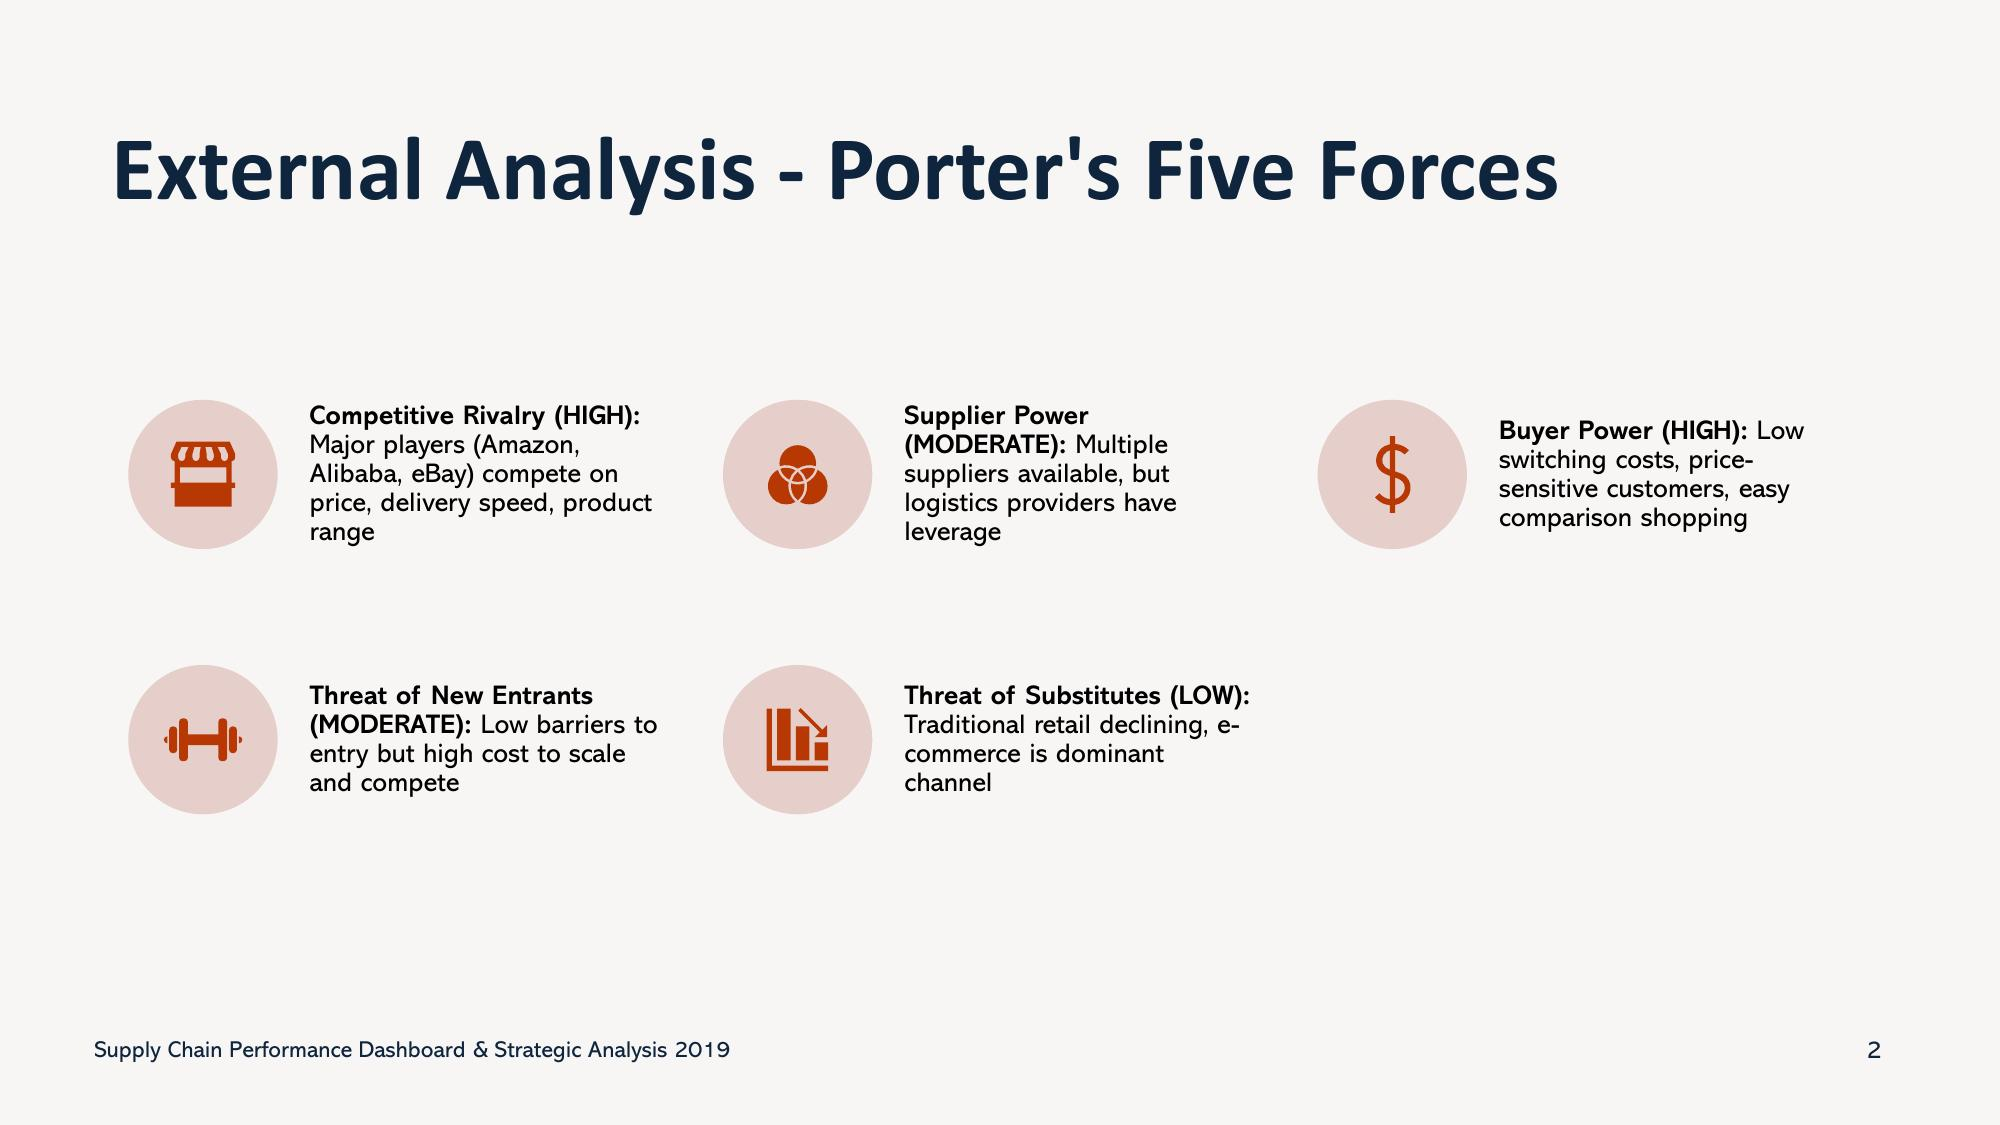 External Analysis - Porter's Five Forces
Competitive Rivalry (HIGH):
Major players (Amazon,
Alibaba, eBay) compete on
price, delivery speed, product
range
Supplier Power
(MODERATE): Multiple
suppliers available, but
logistics providers have
leverage
Buyer Power (HIGH): Low
switching costs, price-
sensitive customers, easy
comparison shopping
Threat of New Entrants
(MODERATE): Low barriers to
entry but high cost to scale
and compete
Threat of Substitutes (LOW):
Traditional retail declining, e-
commerce is dominant
channel
Supply Chain Performance Dashboard & Strategic Analysis 2019
2